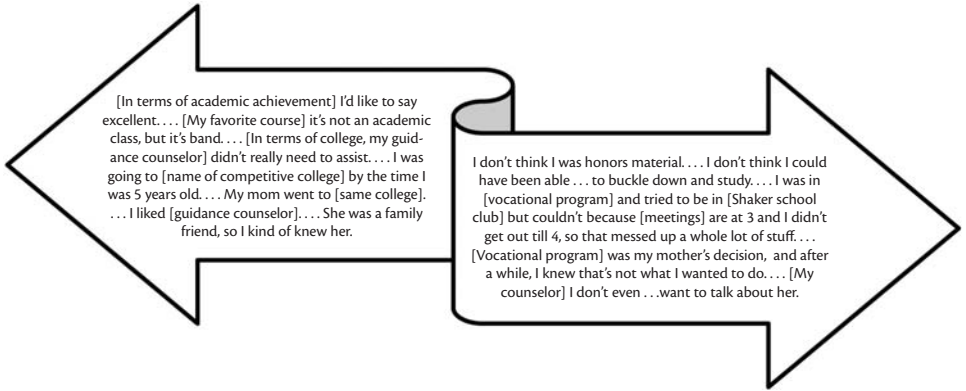 [In terms of academic achievement] I'd like to say
excellent. . . . [My favorite course] it's not an academic
class, but it's band. . . . [In terms of college, my guid-
ance counselor] didn't really need to assist. . . . I was
going to [name of competitive college] by the time I
was 5 years old. . . . My mom went to [same college].
. . . I liked [guidance counselor]. . . . She was a family
friend, so I kind of knew her.
I don't think I was honors material. . . . I don't think I could
have been able . . . to buckle down and study. . . . I was in
[vocational program] and tried to be in [Shaker school
club] but couldn't because [meetings] are at 3 and I didn't
get out till 4, so that messed up a whole lot of stuff. . . .
[Vocational program] was my mother's decision, and after
a while, I knew that's not what I wanted to do. . . . [My
counselor] I don't even . . .want to talk about her.